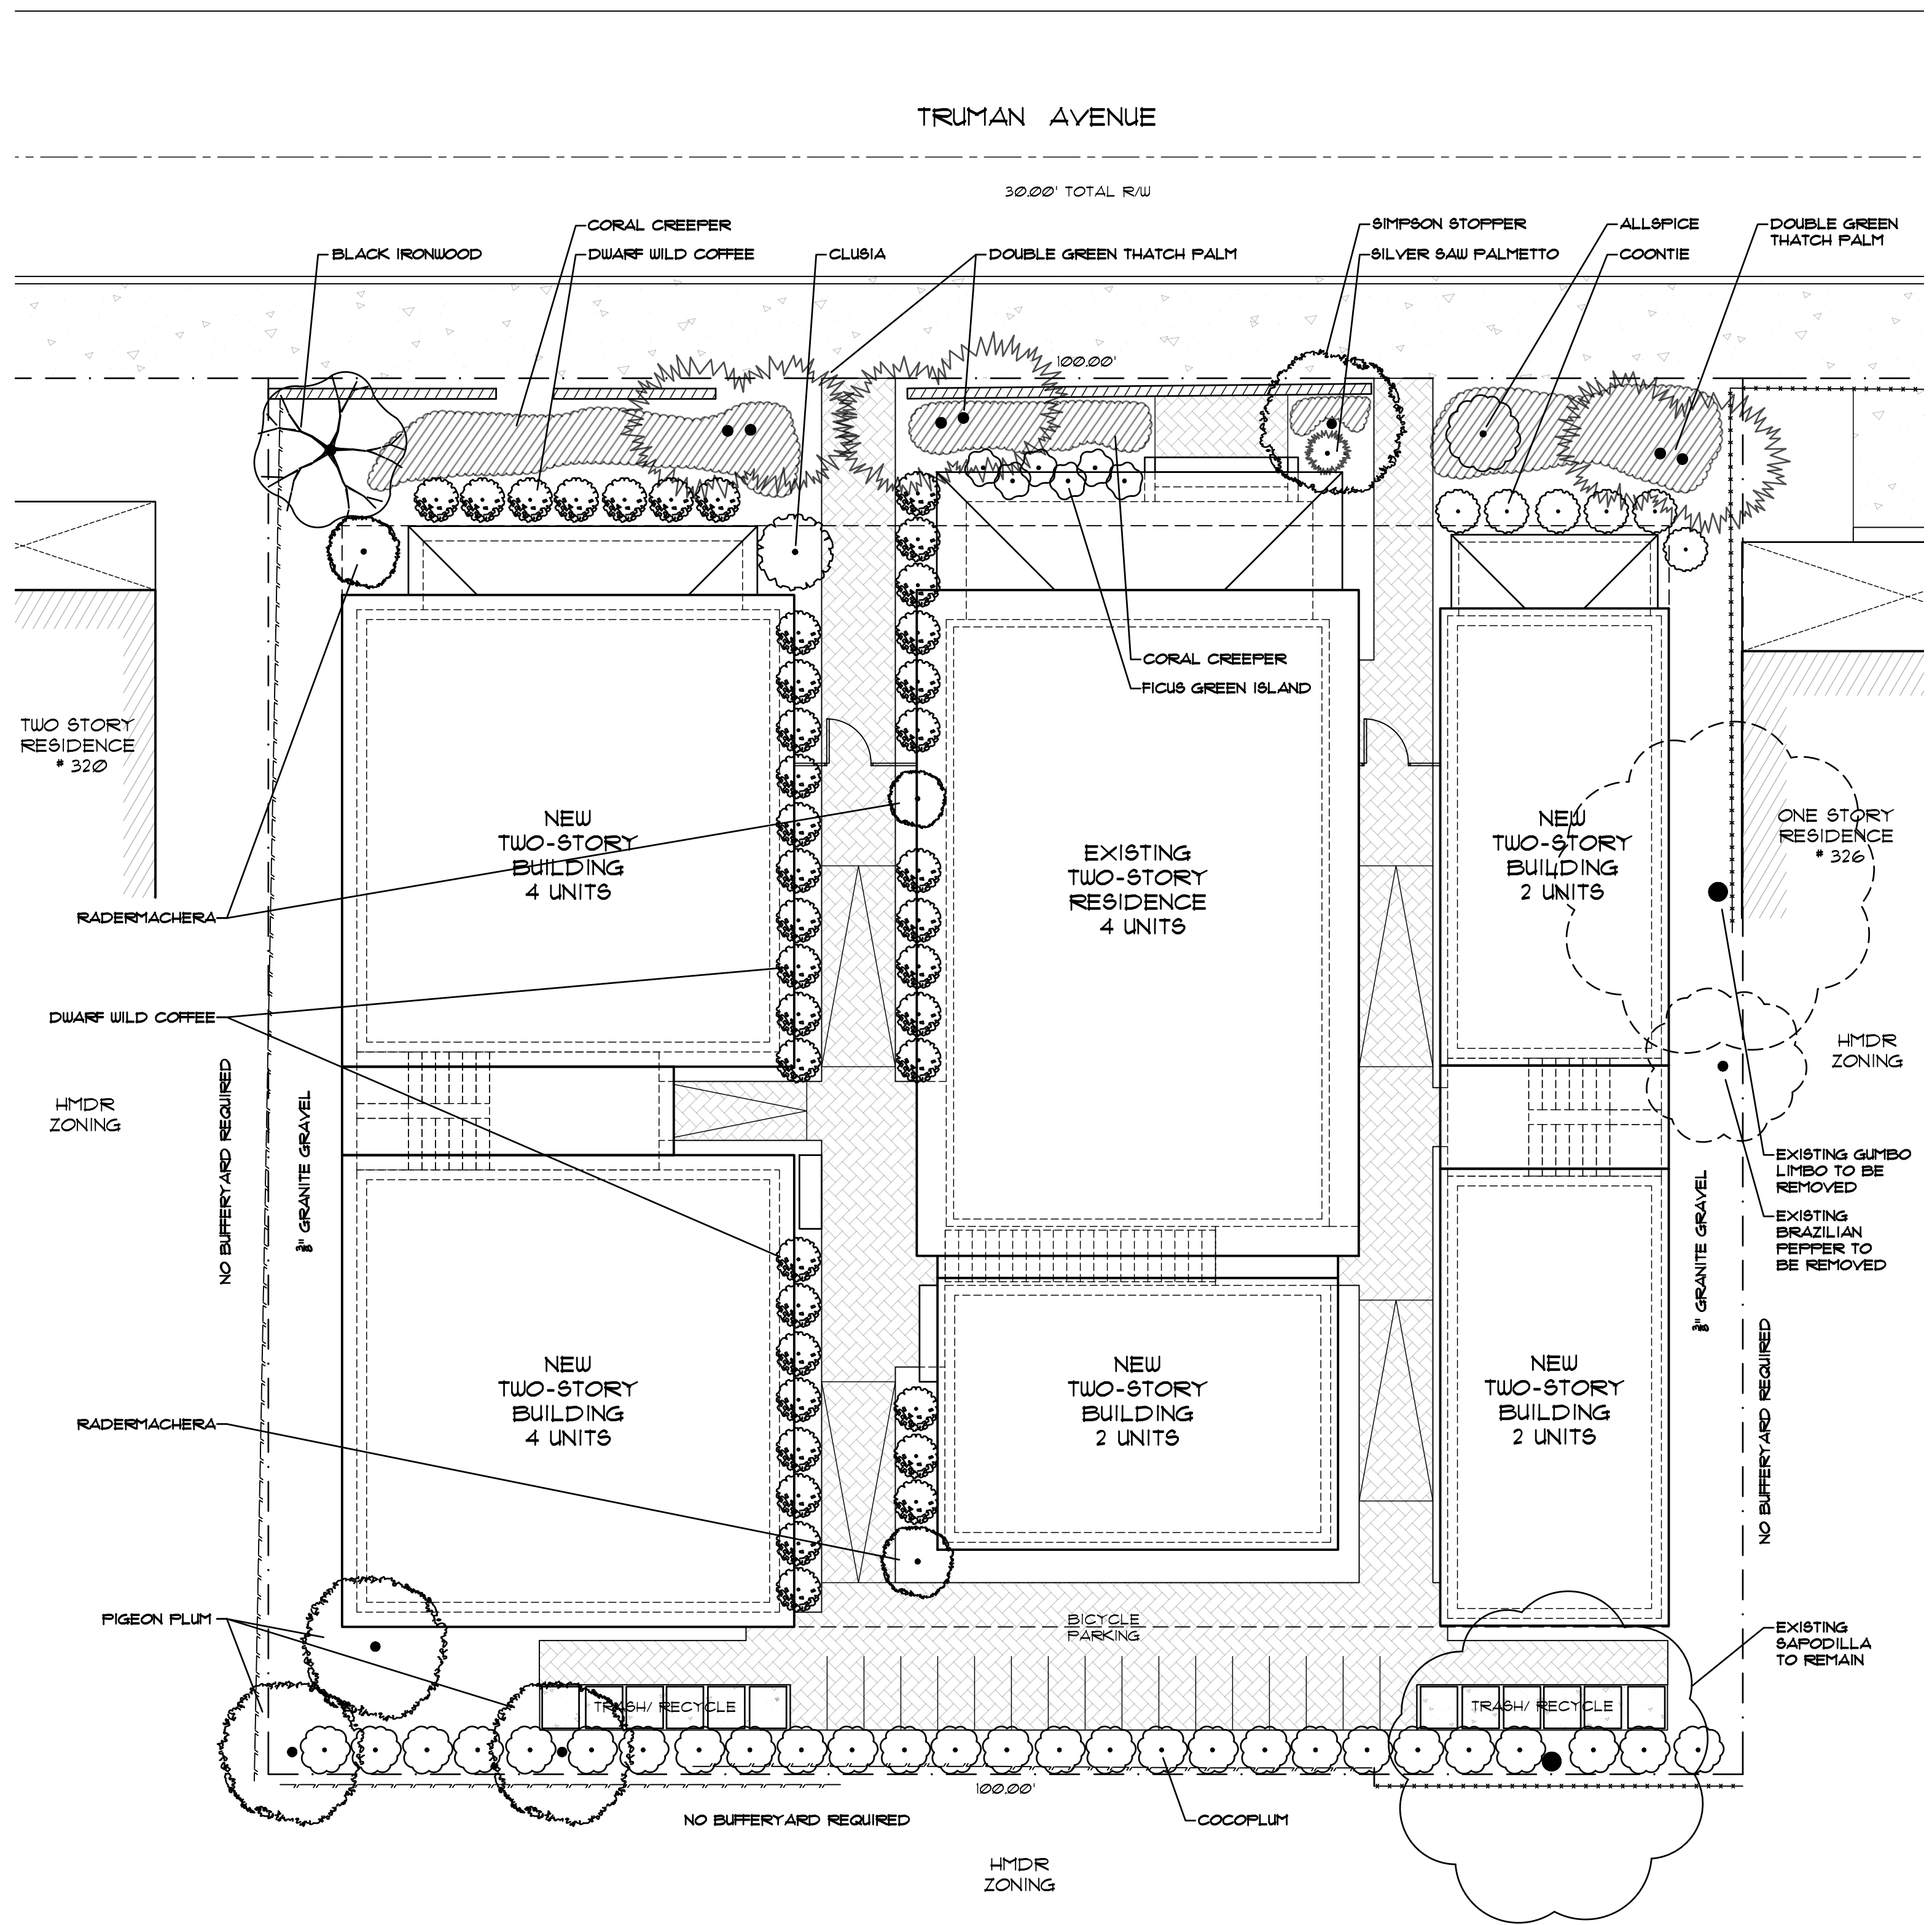 TRUMAN AVENUE
30.00' TOTAL R/W
CORAL CREEPER
BLACK IRONWOOD
DWARF WILD COFFEE
CLUSIA
DOUBLE GREEN THATCH PALM
SIMPSON STOPPER
SILVER SAW PALMETTO
ALLSPICE
COONTIE
DOUBLE GREEN
THATCH PALM
100.00'
CORAL CREEPER
FICUS GREEN ISLAND
TWO STORY
RESIDENCE
# 320
NEW
TWO-STORY
BUILDING
4 UNITS
EXISTING
TWO-STORY
RESIDENCE
4 UNITS
NEW
TWO-STORY
BUILDING
2 UNITS
ONE STORY
RESIDENCE
# 326
RADERMACHERA
DWARF WILD COFFEE
HMDR
ZONING
HMDR
ZONING
NO BUFFERYARD REQUIRED
3/8" GRANITE GRAVEL
EXISTING GUMBO
LIMBO TO BE
REMOVED
EXISTING
BRAZILIAN
PEPPER TO
BE REMOVED
3/8" GRANITE GRAVEL
NO BUFFERYARD REQUIRED
NEW
TWO-STORY
BUILDING
4 UNITS
NEW
TWO-STORY
BUILDING
2 UNITS
NEW
TWO-STORY
BUILDING
2 UNITS
RADERMACHERA
PIGEON PLUM
BICYCLE
PARKING
EXISTING
SAPODILLA
TO REMAIN
TRASH/ RECYCLE
TRASH/ RECYCLE
100.00'
NO BUFFERYARD REQUIRED
COCOPLUM
HMDR
ZONING